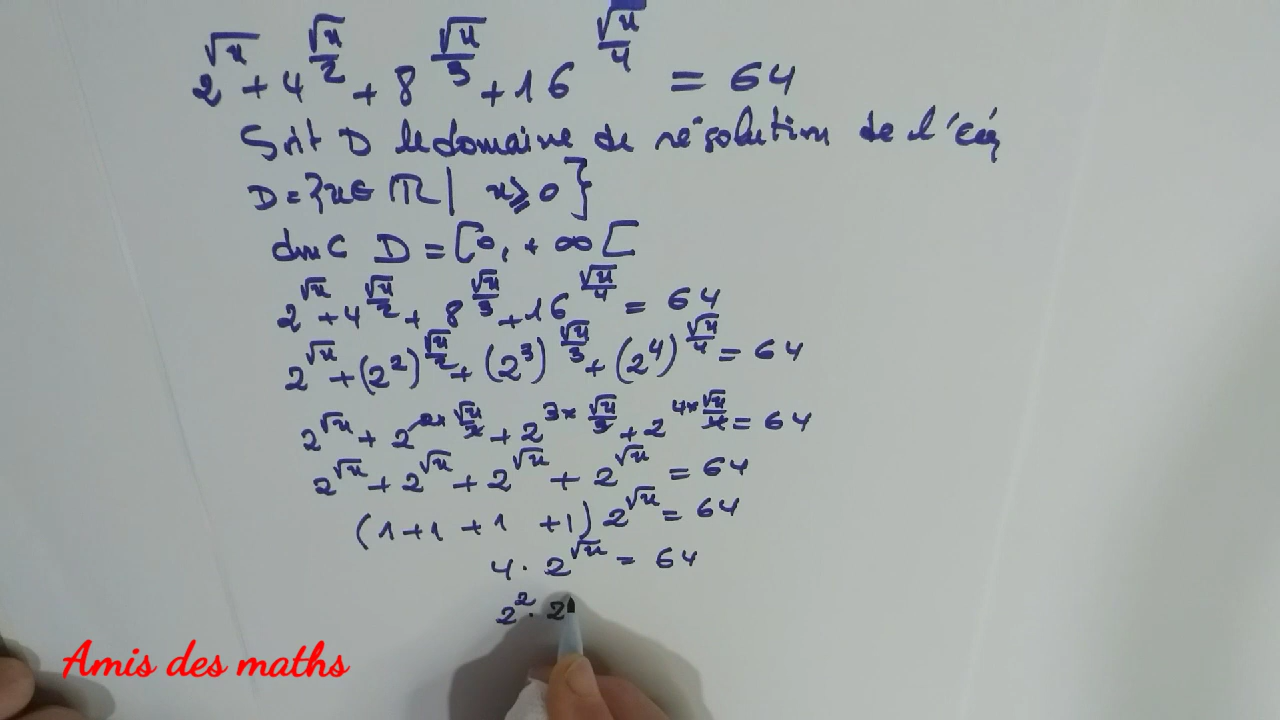 2^√x + 4^(√x/2) + 8^(√x/3) + 16^(√x/4) = 64
Soit D le domaine de résolution de l'éq
D = {x ∈ ℝ | x ⩾ 0}
donc D = [0, + ∞ [
2^√x + 4^(√x/2) + 8^(√x/3) + 16^(√x/4) = 64
2^√x + (2²)^(√x/2) + (2³)^(√x/3) + (2⁴)^(√x/4) = 64
2^√x + 2^(2×√x/2) + 2^(3×√x/3) + 2^(4×√x/4) = 64
2^√x + 2^√x + 2^√x + 2^√x = 64
(1 + 1 + 1 + 1) 2^√x = 64
4 · 2^√x = 64
2² · 2
Amis des maths